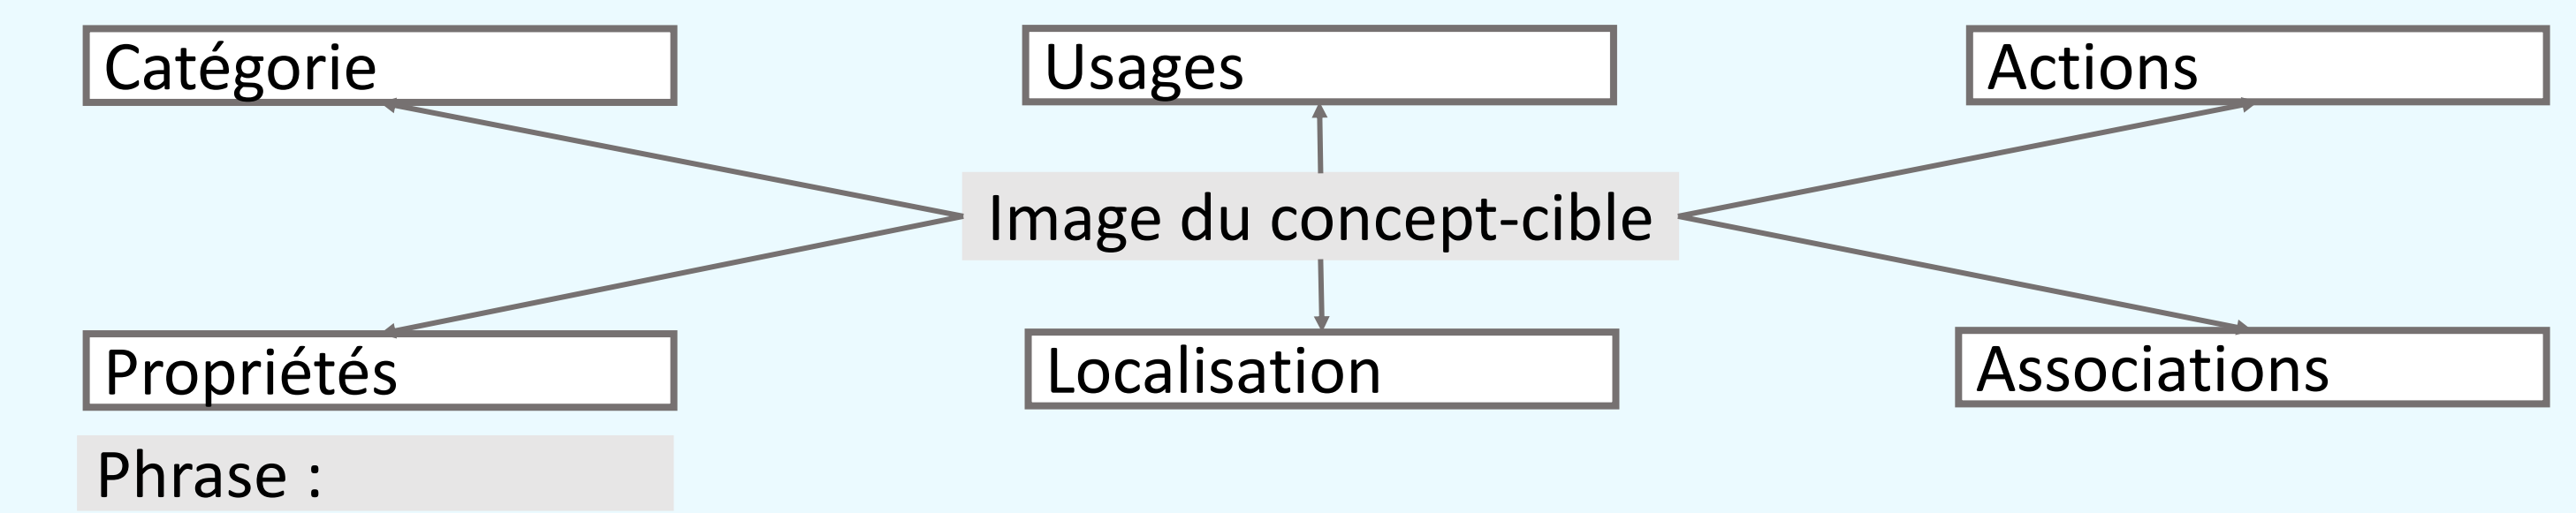 Catégorie
Usages
Actions
Image du concept-cible
Propriétés
Localisation
Associations
Phrase :